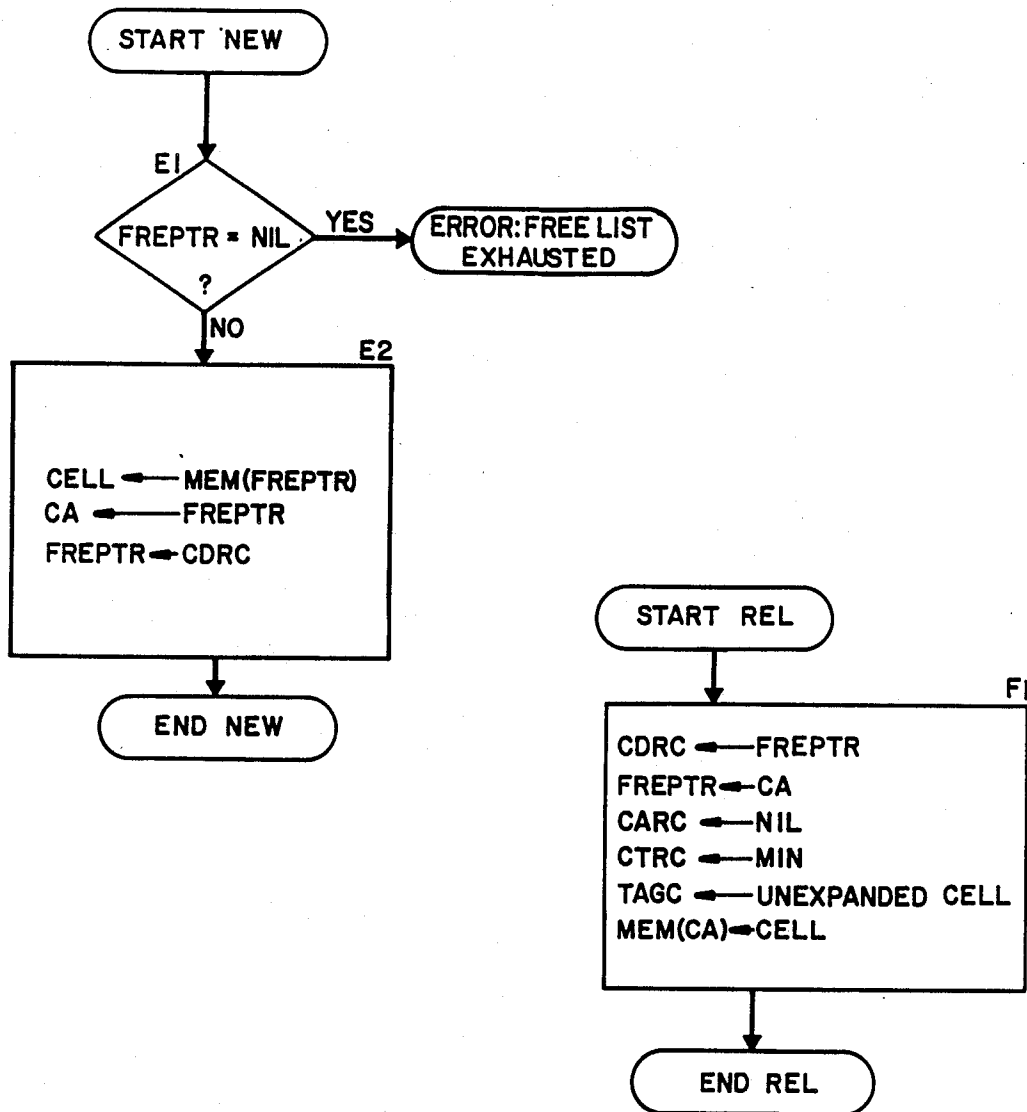 START NEW
E1
FREPTR = NIL
?
YES
ERROR: FREE LIST
EXHAUSTED
NO
E2
CELL ← MEM(FREPTR)
CA ← FREPTR
FREPTR ← CDRC
END NEW
START REL
F1
CDRC ← FREPTR
FREPTR ← CA
CARC ← NIL
CTRC ← MIN
TAGC ← UNEXPANDED CELL
MEM(CA) ← CELL
END REL